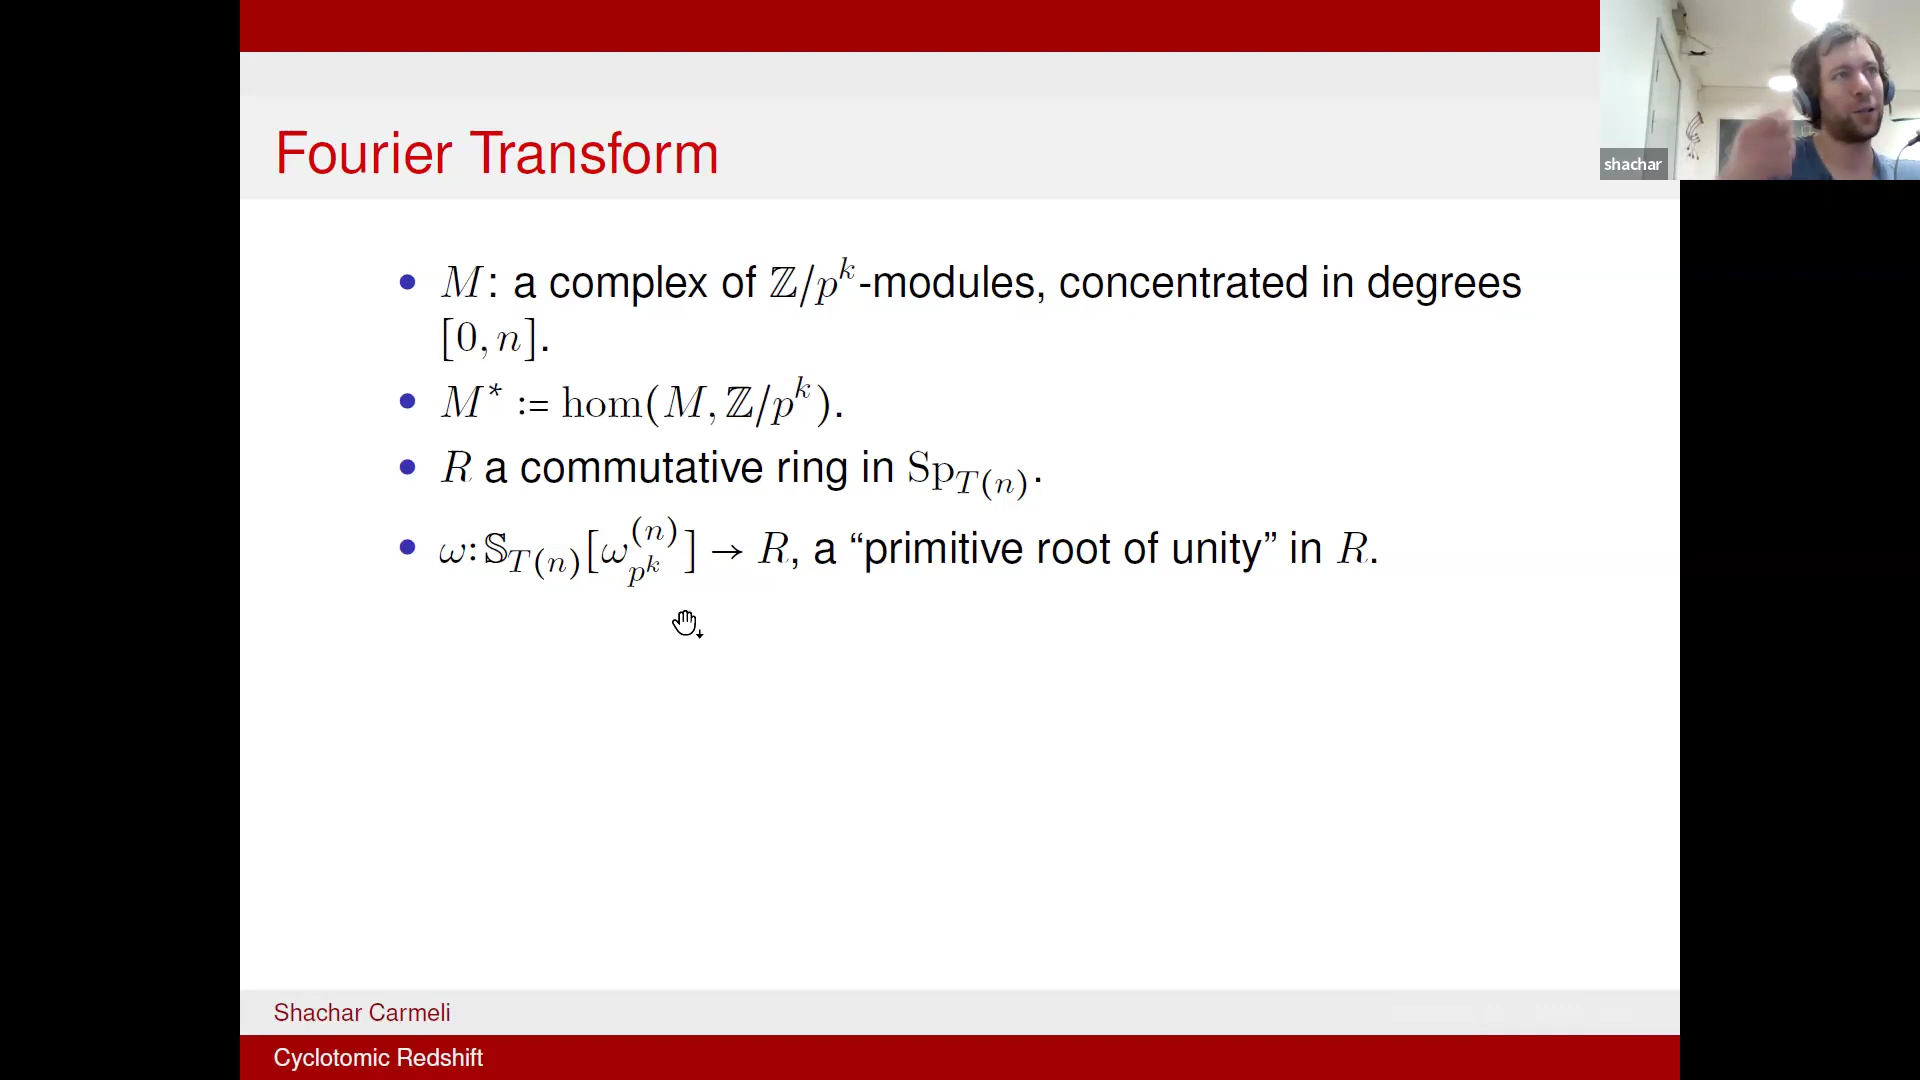 Fourier Transform
shachar
• M: a complex of ℤ/p^k-modules, concentrated in degrees
[0, n].
• M* := hom(M, ℤ/p^k).
• R a commutative ring in Sp_{T(n)}.
• ω: 𝕊_{T(n)}[ω_{p^k}^{(n)}] → R, a “primitive root of unity” in R.
Shachar Carmeli
Cyclotomic Redshift